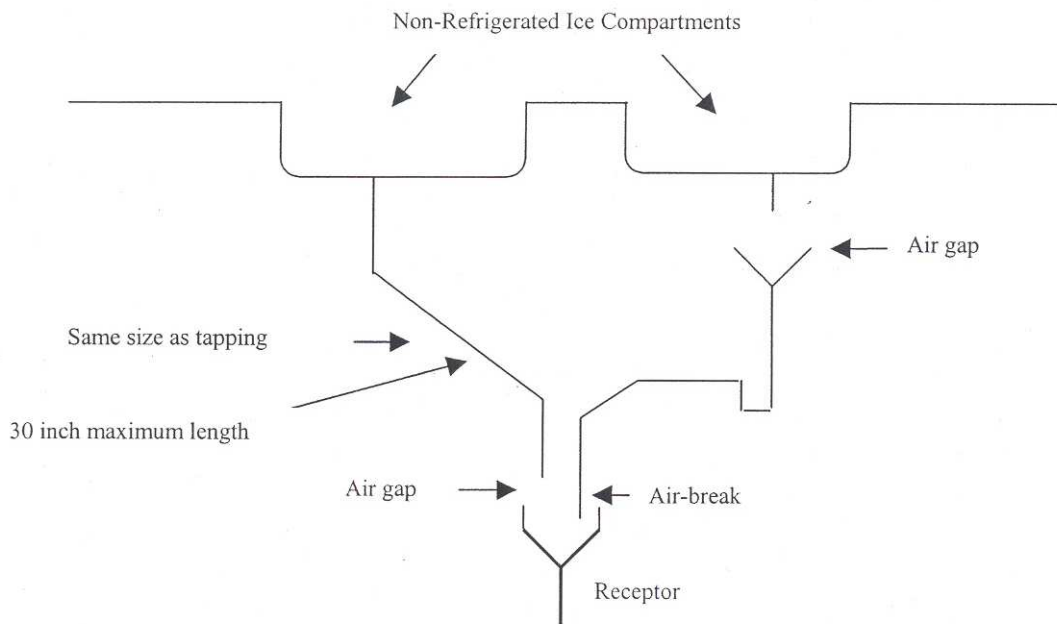 Non-Refrigerated Ice Compartments
Air gap
Same size as tapping
30 inch maximum length
Air gap
Air-break
Receptor